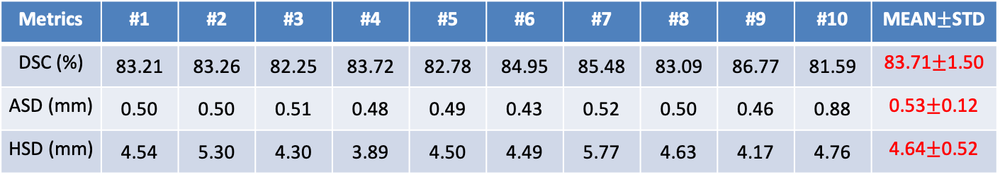 Metrics #1 #2 #3 #4 #5 #6 #7 #8 #9 #10 MEAN±STD
DSC (%) 83.21 83.26 82.25 83.72 82.78 84.95 85.48 83.09 86.77 81.59 83.71±1.50
ASD (mm) 0.50 0.50 0.51 0.48 0.49 0.43 0.52 0.50 0.46 0.88 0.53±0.12
HSD (mm) 4.54 5.30 4.30 3.89 4.50 4.49 5.77 4.63 4.17 4.76 4.64±0.52